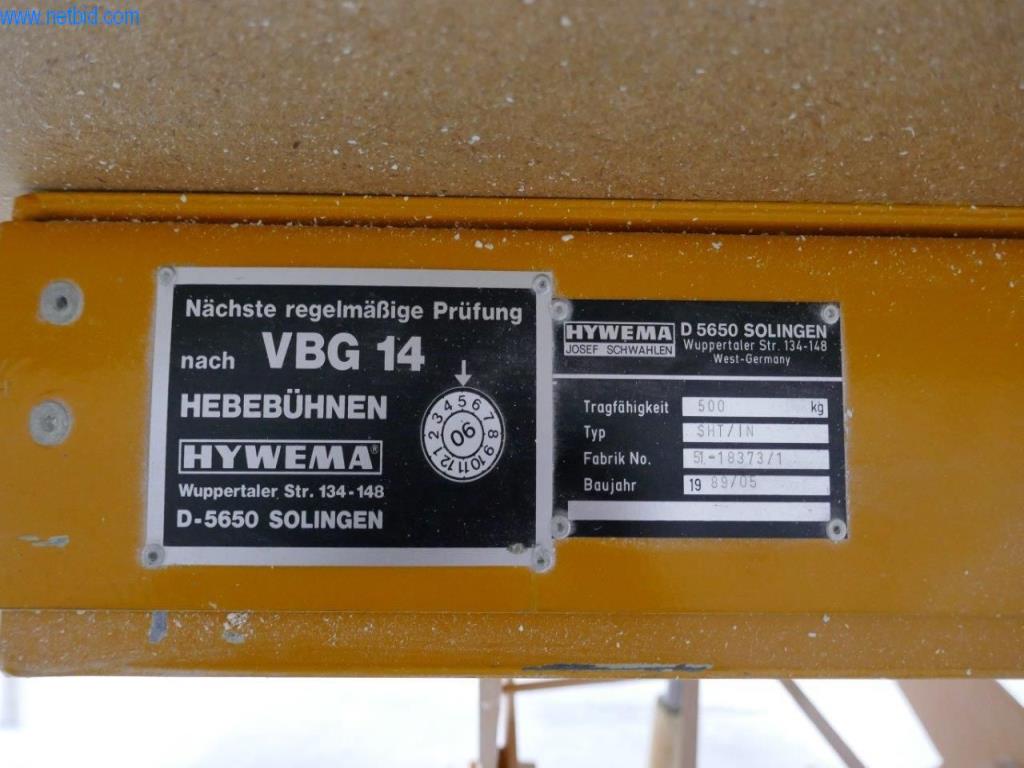 www.netbid.com
Nächste regelmäßige Prüfung
nach VBG 14
HEBEBÜHNEN
HYWEMA®
Wuppertaler Str. 134-148
D-5650 SOLINGEN
1 2 3 4 5 6 7 8 9 10 11 12
90
HYWEMA
JOSEF SCHWAHLEN
D 5650 SOLINGEN
Wuppertaler Str. 134-148
West-Germany
Tragfähigkeit 500 kg
Typ SHT/IN
Fabrik No. 51-18373/1
Baujahr 19 89/05